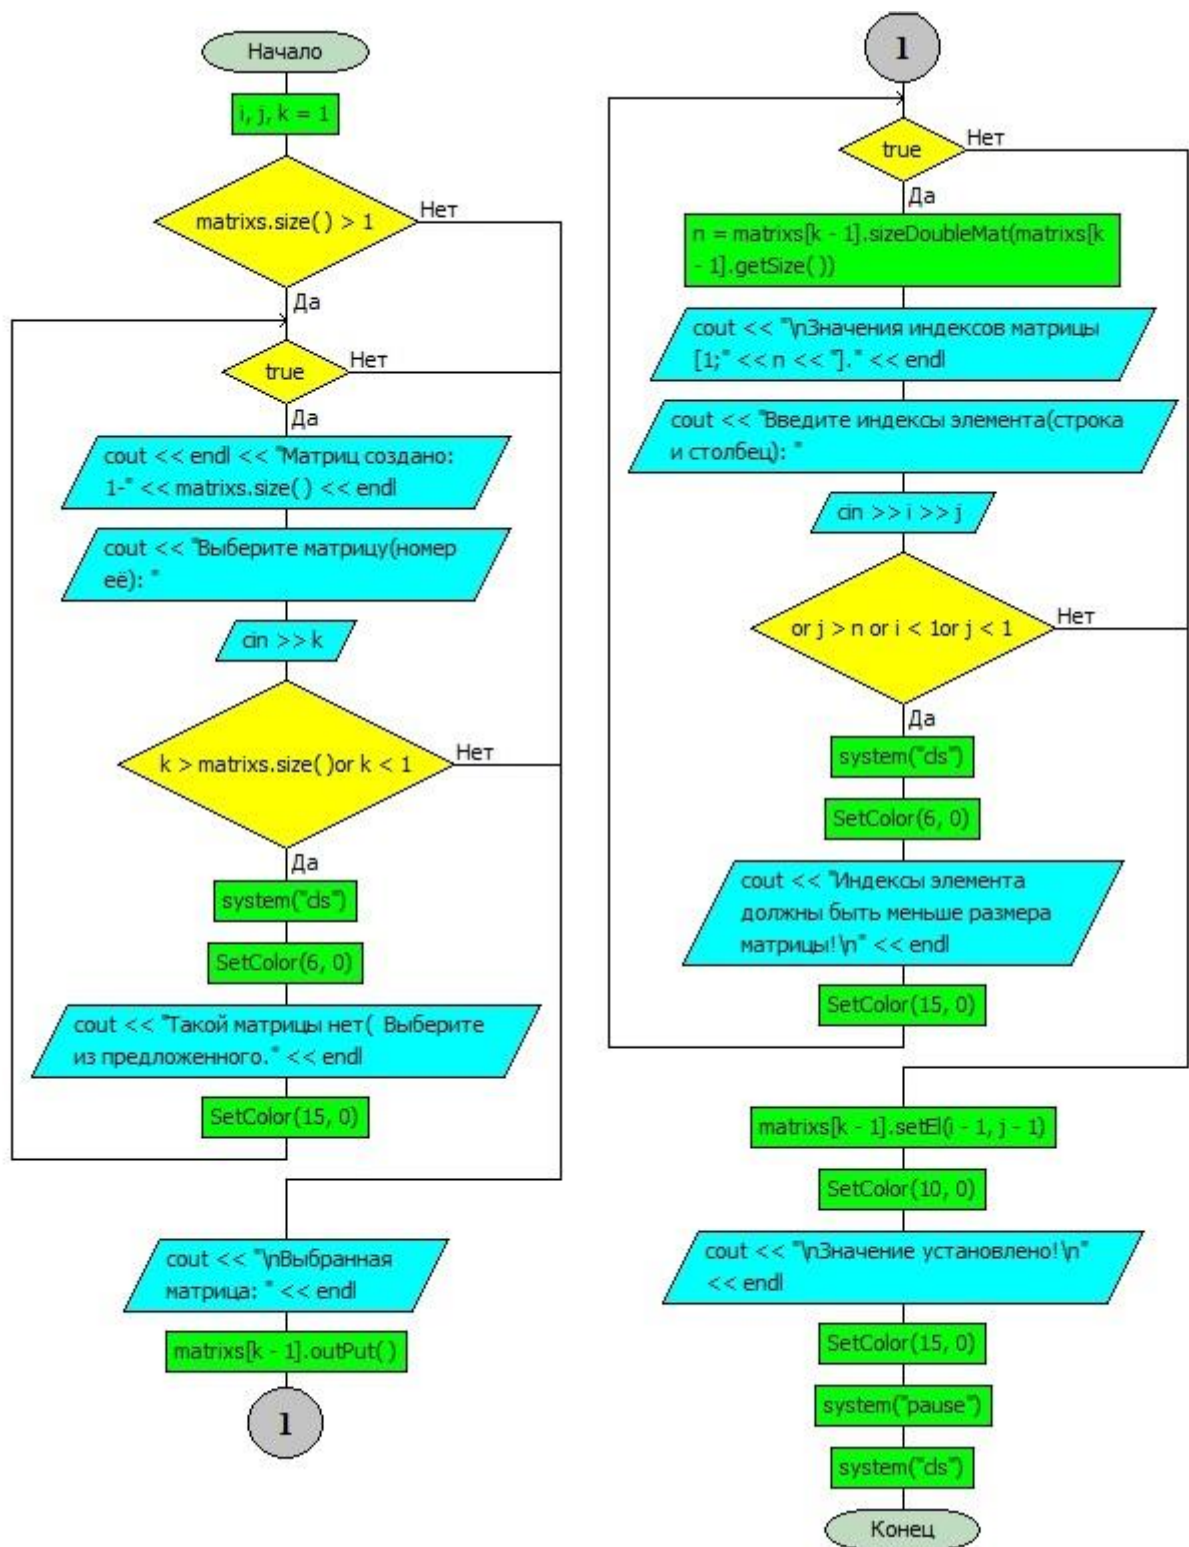 Начало
i, j, k = 1
matrixs.size() > 1
Нет
Да
true
Нет
Да
cout << endl << "Матриц создано:
1-" << matrixs.size() << endl
cout << "Выберите матрицу(номер
её): "
cin >> k
k > matrixs.size()or k < 1
Нет
Да
system("cls")
SetColor(6, 0)
cout << "Такой матрицы нет( Выберите
из предложенного." << endl
SetColor(15, 0)
cout << "\nВыбранная
матрица: " << endl
matrixs[k - 1].outPut()
1
1
true
Нет
Да
n = matrixs[k - 1].sizeDoubleMat(matrixs[k
- 1].getSize())
cout << "\nЗначения индексов матрицы
[1;" << n << "]." << endl
cout << "Введите индексы элемента(строка
и столбец): "
cin >> i >> j
or j > n or i < 1or j < 1
Нет
Да
system("cls")
SetColor(6, 0)
cout << "Индексы элемента
должны быть меньше размера
матрицы!\n" << endl
SetColor(15, 0)
matrixs[k - 1].setEl(i - 1, j - 1)
SetColor(10, 0)
cout << "\nЗначение установлено!\n"
<< endl
SetColor(15, 0)
system("pause")
system("cls")
Конец